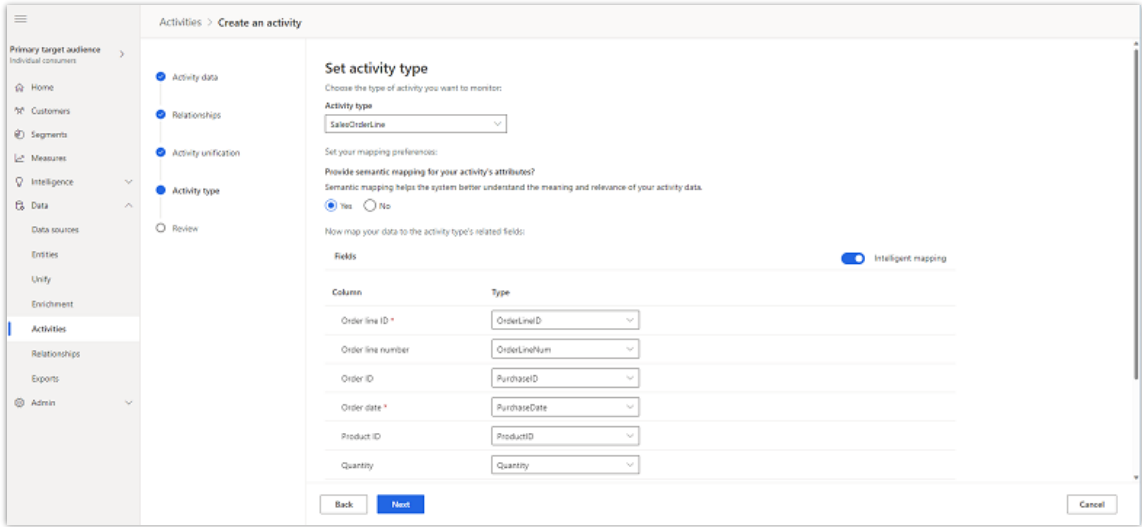 Activities > Create an activity
Primary target audience
Individual consumers
Home
Customers
Segments
Measures
Intelligence
Data
Data sources
Entities
Unify
Enrichment
Activities
Relationships
Exports
Admin
Activity data
Relationships
Activity unification
Activity type
Review
Set activity type
Choose the type of activity you want to monitor:
Activity type
SalesOrderLine
Set your mapping preferences:
Provide semantic mapping for your activity's attributes?
Semantic mapping helps the system better understand the meaning and relevance of your activity data.
Yes No
Now map your data to the activity type's related fields:
Fields Intelligent mapping
Column Type
Order line ID * OrderLineID
Order line number OrderLineNum
Order ID PurchaseID
Order date * PurchaseDate
Product ID ProductID
Quantity Quantity
Back Next Cancel